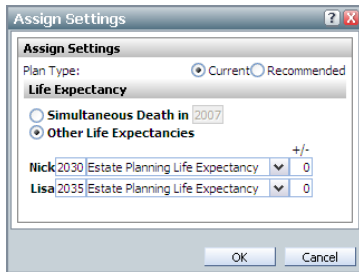 Assign Settings
Assign Settings
Plan Type: Current Recommended
Life Expectancy
Simultaneous Death in 2007
Other Life Expectancies
+/-
Nick 2030 Estate Planning Life Expectancy 0
Lisa 2035 Estate Planning Life Expectancy 0
OK Cancel